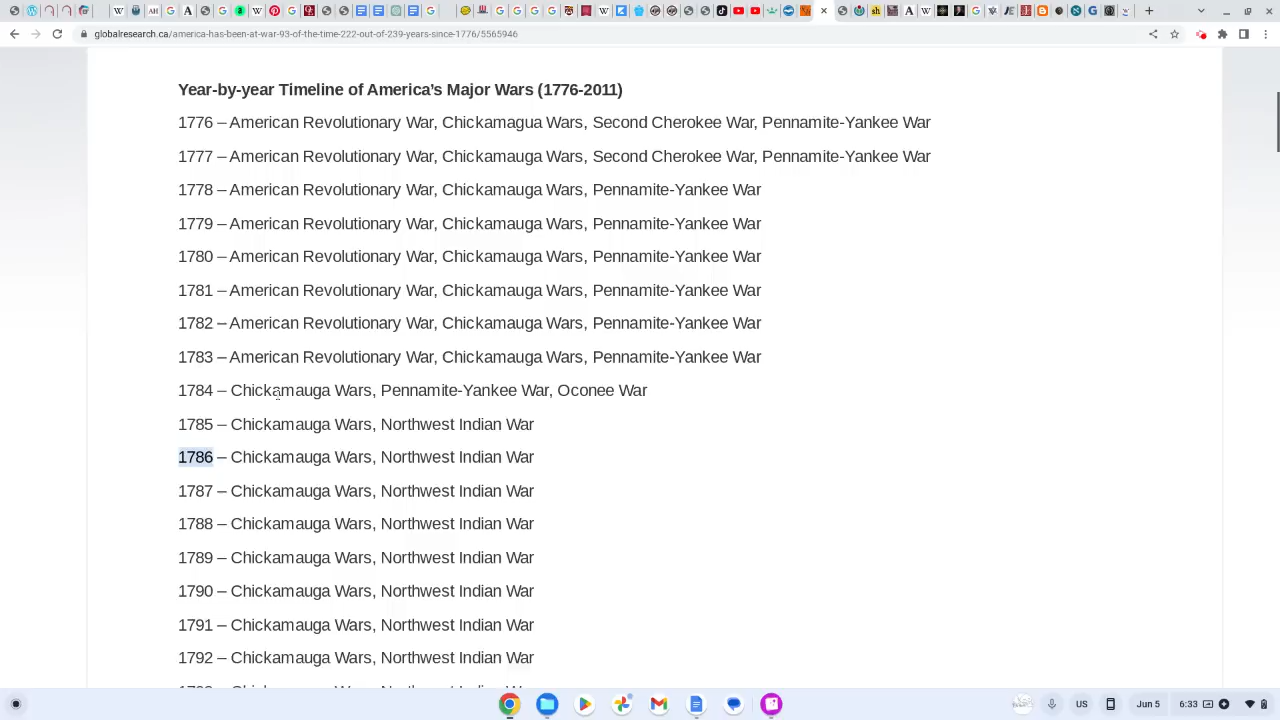 globalresearch.ca/america-has-been-at-war-93-of-the-time-222-out-of-239-years-since-1776/5565946
Year-by-year Timeline of America’s Major Wars (1776-2011)
1776 – American Revolutionary War, Chickamagua Wars, Second Cherokee War, Pennamite-Yankee War
1777 – American Revolutionary War, Chickamauga Wars, Second Cherokee War, Pennamite-Yankee War
1778 – American Revolutionary War, Chickamauga Wars, Pennamite-Yankee War
1779 – American Revolutionary War, Chickamauga Wars, Pennamite-Yankee War
1780 – American Revolutionary War, Chickamauga Wars, Pennamite-Yankee War
1781 – American Revolutionary War, Chickamauga Wars, Pennamite-Yankee War
1782 – American Revolutionary War, Chickamauga Wars, Pennamite-Yankee War
1783 – American Revolutionary War, Chickamauga Wars, Pennamite-Yankee War
1784 – Chickamauga Wars, Pennamite-Yankee War, Oconee War
1785 – Chickamauga Wars, Northwest Indian War
1786 – Chickamauga Wars, Northwest Indian War
1787 – Chickamauga Wars, Northwest Indian War
1788 – Chickamauga Wars, Northwest Indian War
1789 – Chickamauga Wars, Northwest Indian War
1790 – Chickamauga Wars, Northwest Indian War
1791 – Chickamauga Wars, Northwest Indian War
1792 – Chickamauga Wars, Northwest Indian War
US Jun 5 6:33